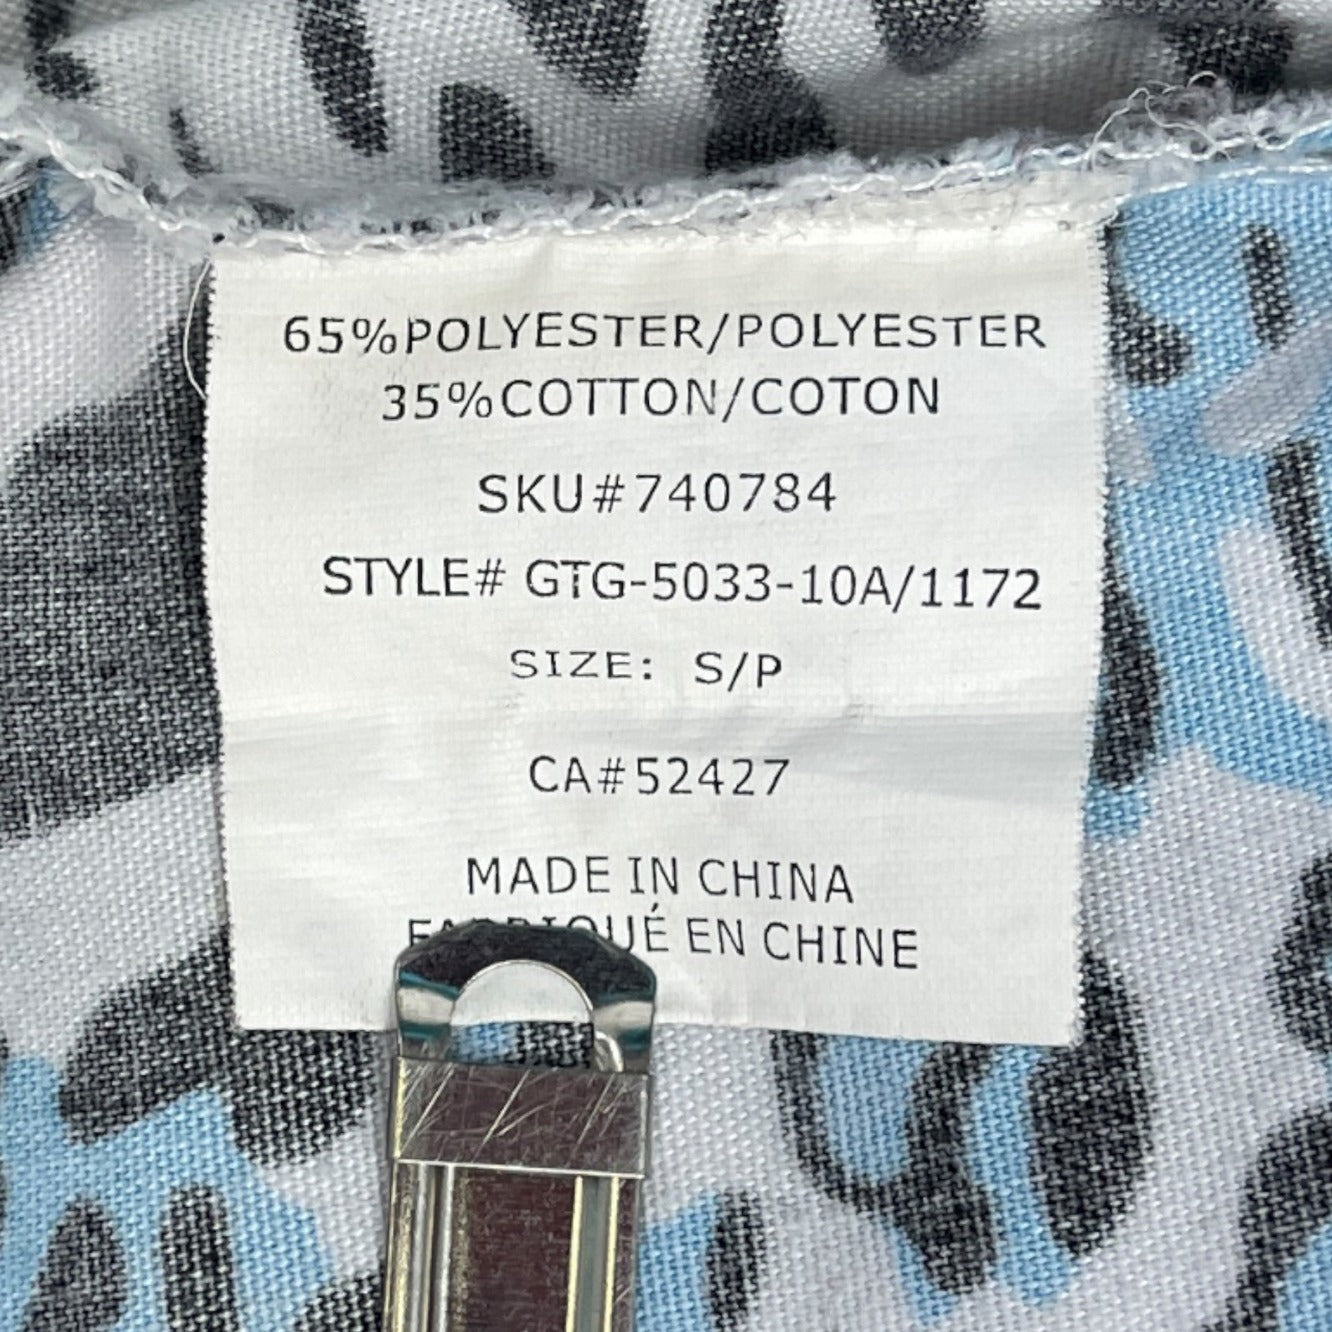 65%POLYESTER/POLYESTER
35%COTTON/COTON
SKU#740784
STYLE# GTG-5033-10A/1172
SIZE: S/P
CA#52427
MADE IN CHINA
FABRIQUÉ EN CHINE